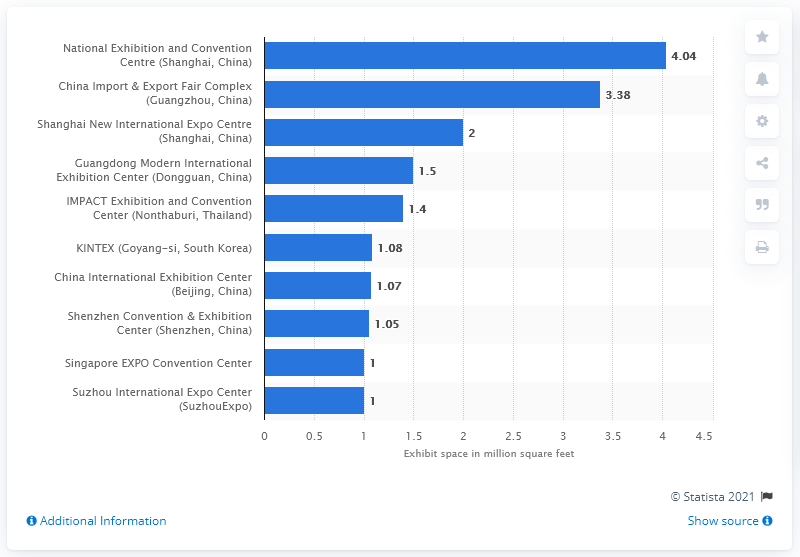 National Exhibition and Convention
Centre (Shanghai, China)
4.04
China Import & Export Fair Complex
(Guangzhou, China)
3.38
Shanghai New International Expo Centre
(Shanghai, China)
2
Guangdong Modern International
Exhibition Center (Dongguan, China)
1.5
IMPACT Exhibition and Convention
Center (Nonthaburi, Thailand)
1.4
KINTEX (Goyang-si, South Korea)
1.08
China International Exhibition Center
(Beijing, China)
1.07
Shenzhen Convention & Exhibition
Center (Shenzhen, China)
1.05
Singapore EXPO Convention Center
1
Suzhou International Expo Center
(SuzhouExpo)
1
0 0.5 1 1.5 2 2.5 3 3.5 4 4.5
Exhibit space in million square feet
© Statista 2021
Additional Information
Show source